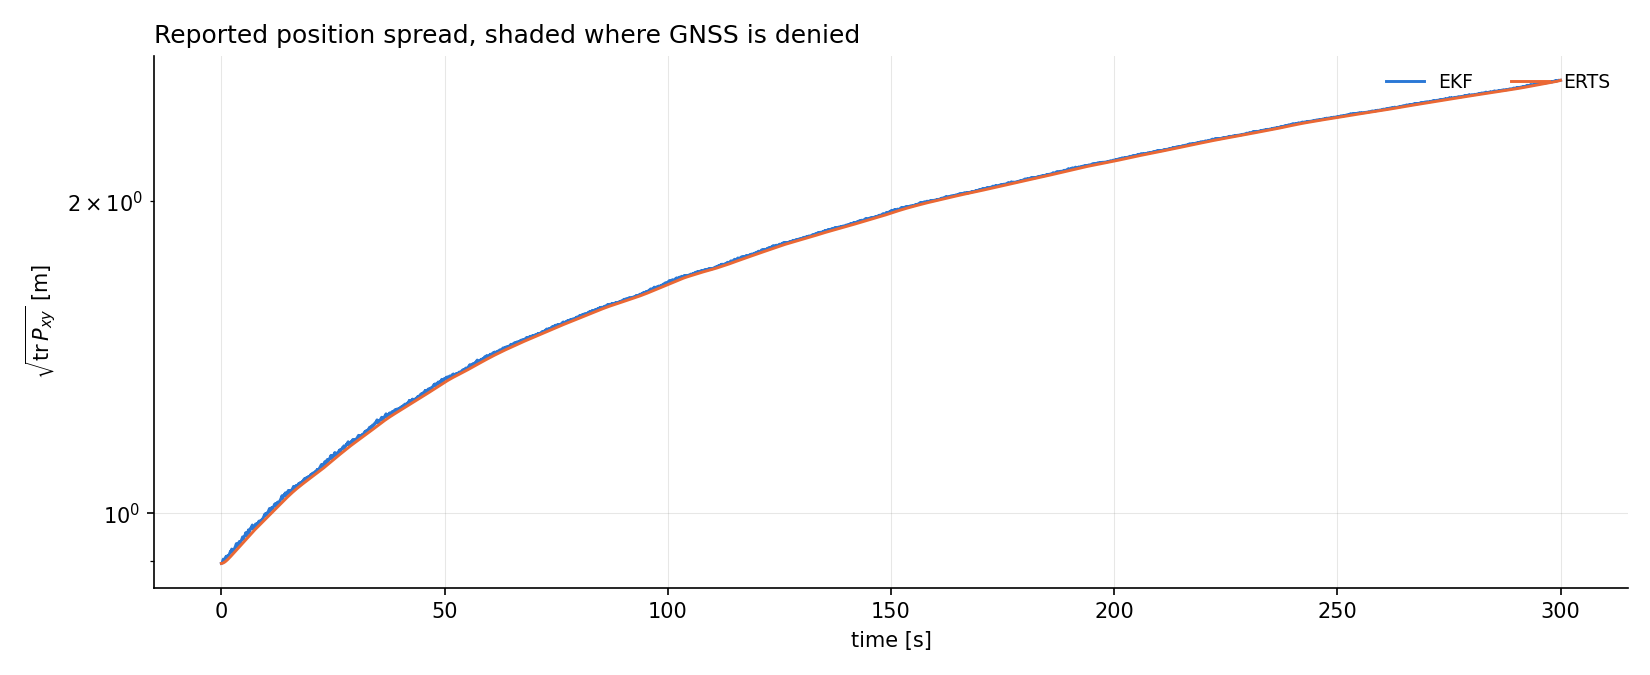 Reported position spread, shaded where GNSS is denied
EKF ERTS
2 × 10⁰
10⁰
√tr Pxy [m]
0 50 100 150 200 250 300
time [s]